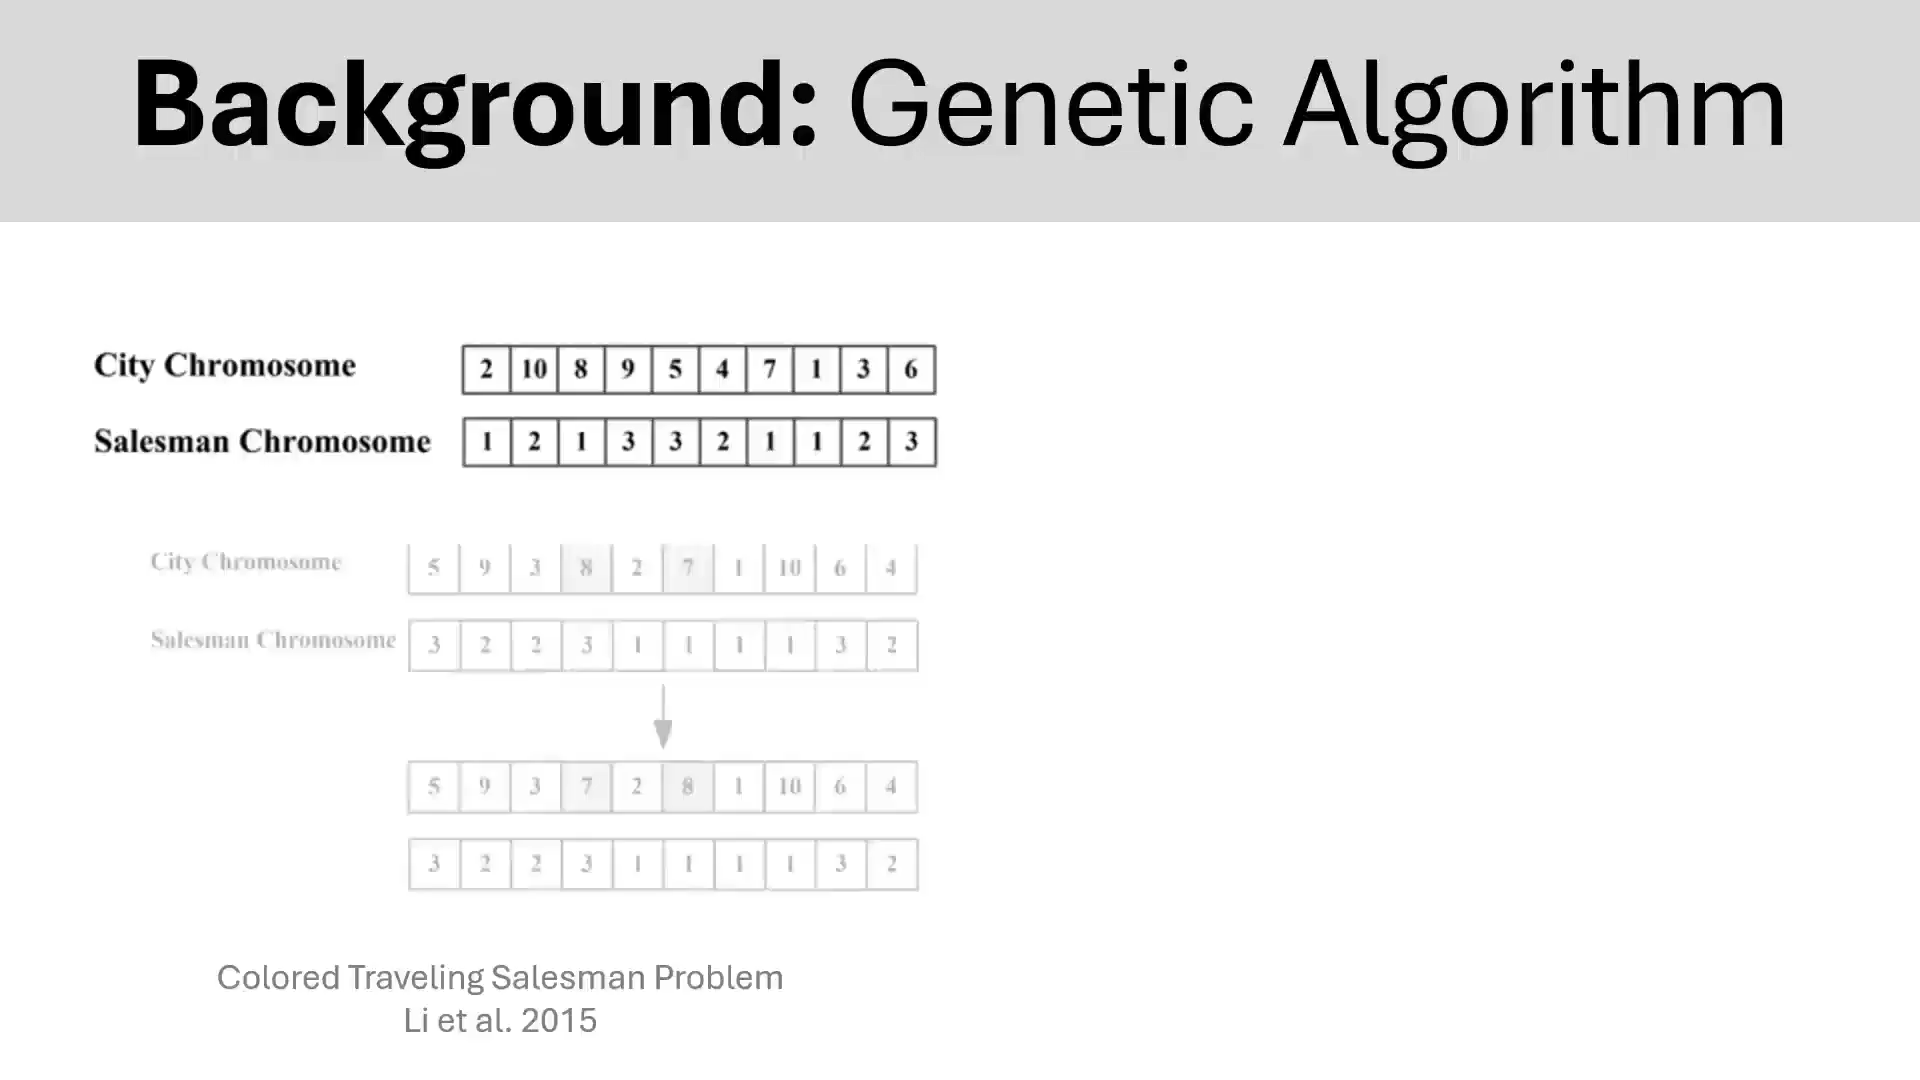 Background: Genetic Algorithm
City Chromosome 2 10 8 9 5 4 7 1 3 6
Salesman Chromosome 1 2 1 3 3 2 1 1 2 3
City Chromosome 5 9 3 8 2 7 1 10 6 4
Salesman Chromosome 3 2 2 3 1 1 1 1 3 2
5 9 3 7 2 8 1 10 6 4
3 2 2 3 1 1 1 1 3 2
Colored Traveling Salesman Problem
Li et al. 2015